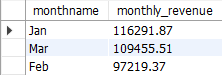 monthname monthly_revenue
Jan 116291.87
Mar 109455.51
Feb 97219.37